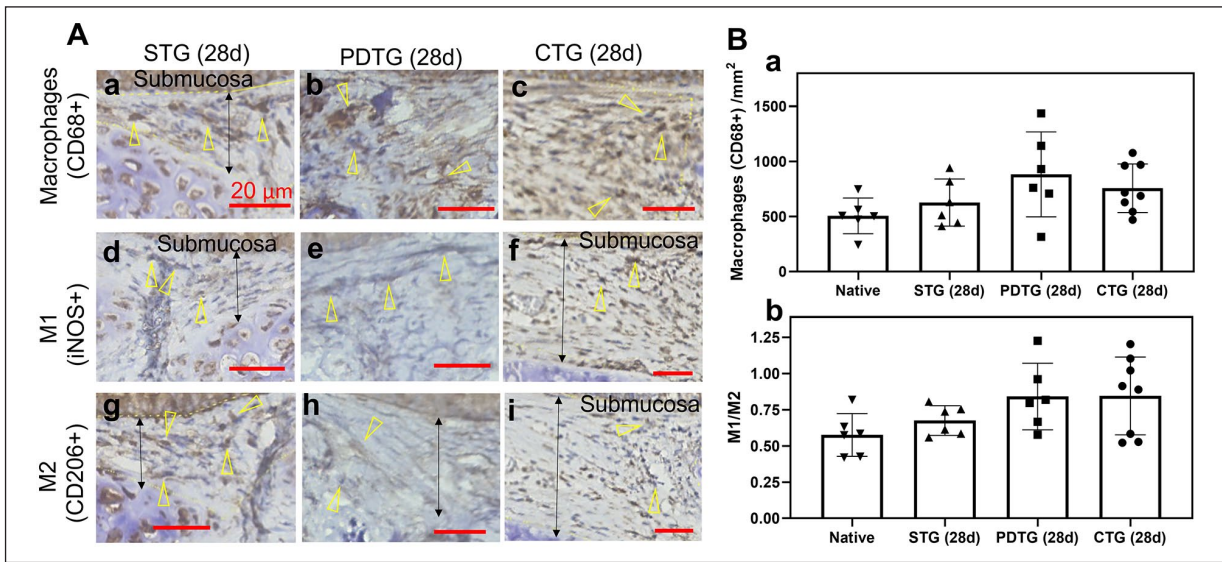 A
STG (28d)
PDTG (28d)
CTG (28d)
Macrophages
(CD68+)
a
Submucosa
20 µm
b
c
M1
(iNOS+)
d
Submucosa
e
f
Submucosa
M2
(CD206+)
g
h
i
Submucosa
B
a
Macrophages (CD68+) /mm²
1500
1000
500
0
Native
STG (28d)
PDTG (28d)
CTG (28d)
b
M1/M2
1.25
1.00
0.75
0.50
0.25
0.00
Native
STG (28d)
PDTG (28d)
CTG (28d)